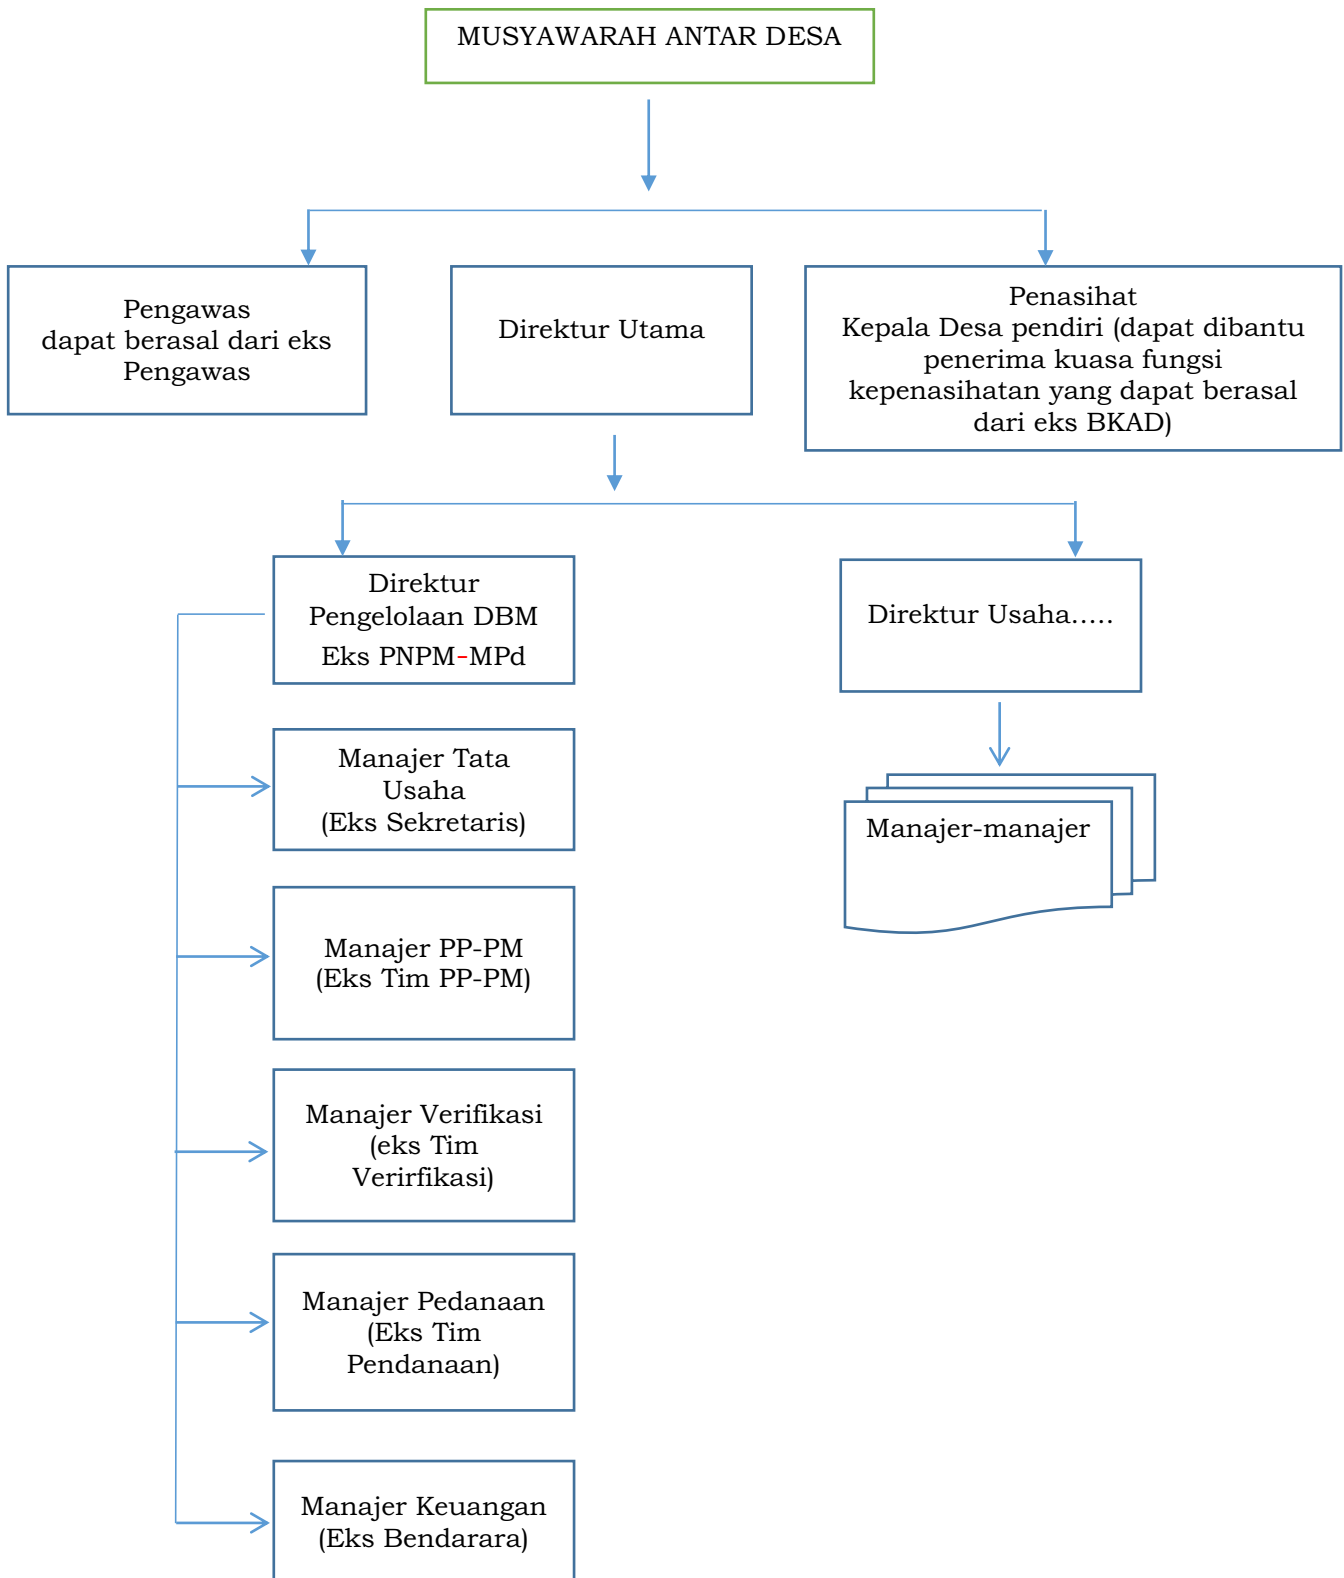 MUSYAWARAH ANTAR DESA
Pengawas
dapat berasal dari eks
Pengawas
Direktur Utama
Penasihat
Kepala Desa pendiri (dapat dibantu
penerima kuasa fungsi
kepenasihatan yang dapat berasal
dari eks BKAD)
Direktur
Pengelolaan DBM
Eks PNPM-MPd
Direktur Usaha.....
Manajer Tata
Usaha
(Eks Sekretaris)
Manajer-manajer
Manajer PP-PM
(Eks Tim PP-PM)
Manajer Verifikasi
(eks Tim
Verirfikasi)
Manajer Pedanaan
(Eks Tim
Pendanaan)
Manajer Keuangan
(Eks Bendarara)